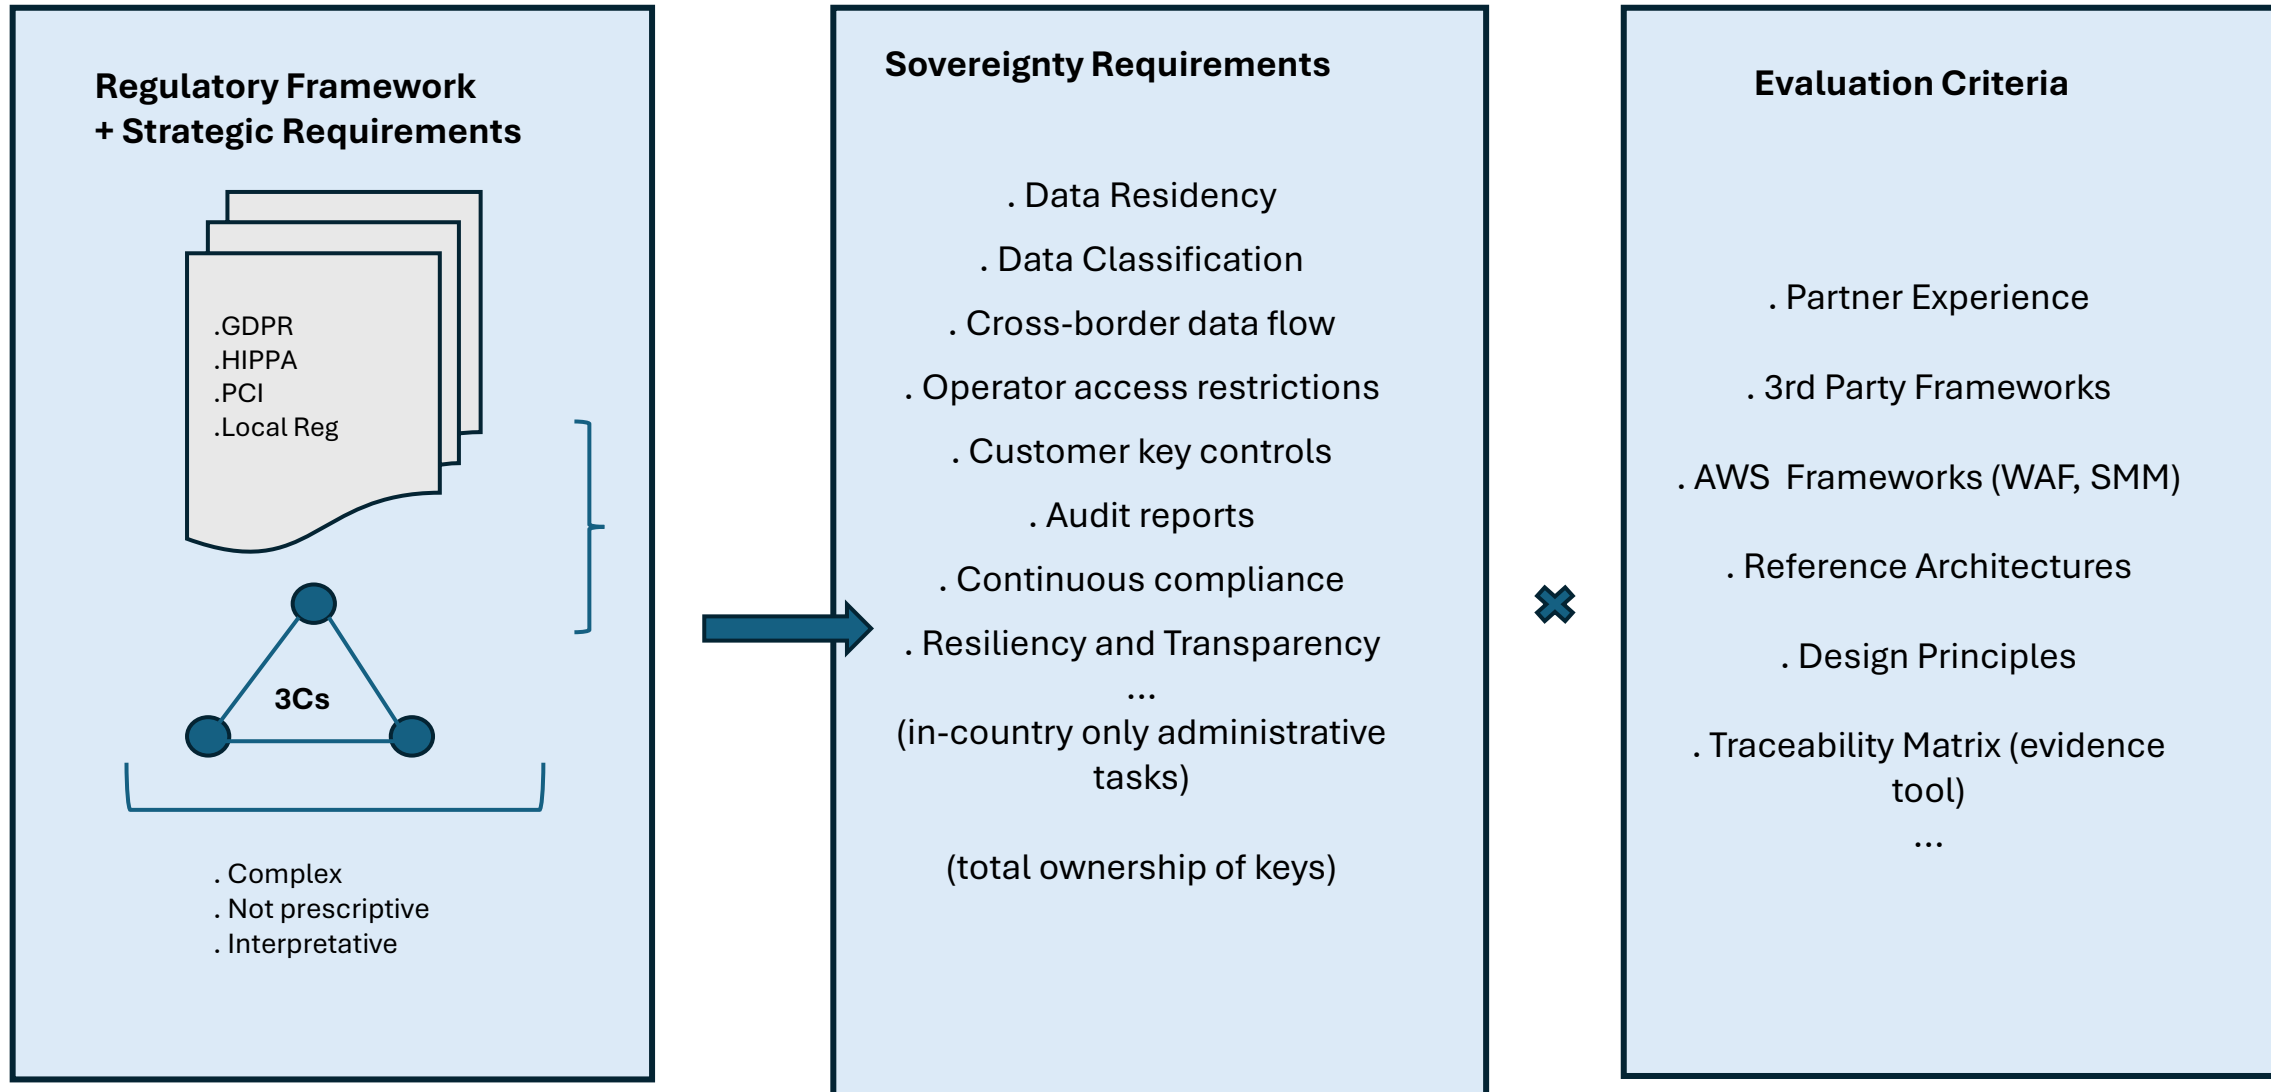 Regulatory Framework
+ Strategic Requirements
.GDPR
.HIPPA
.PCI
.Local Reg
3Cs
. Complex
. Not prescriptive
. Interpretative
Sovereignty Requirements
. Data Residency
. Data Classification
. Cross-border data flow
. Operator access restrictions
. Customer key controls
. Audit reports
. Continuous compliance
. Resiliency and Transparency
...
(in-country only administrative
tasks)
(total ownership of keys)
Evaluation Criteria
. Partner Experience
. 3rd Party Frameworks
. AWS  Frameworks (WAF, SMM)
. Reference Architectures
. Design Principles
. Traceability Matrix (evidence
tool)
...